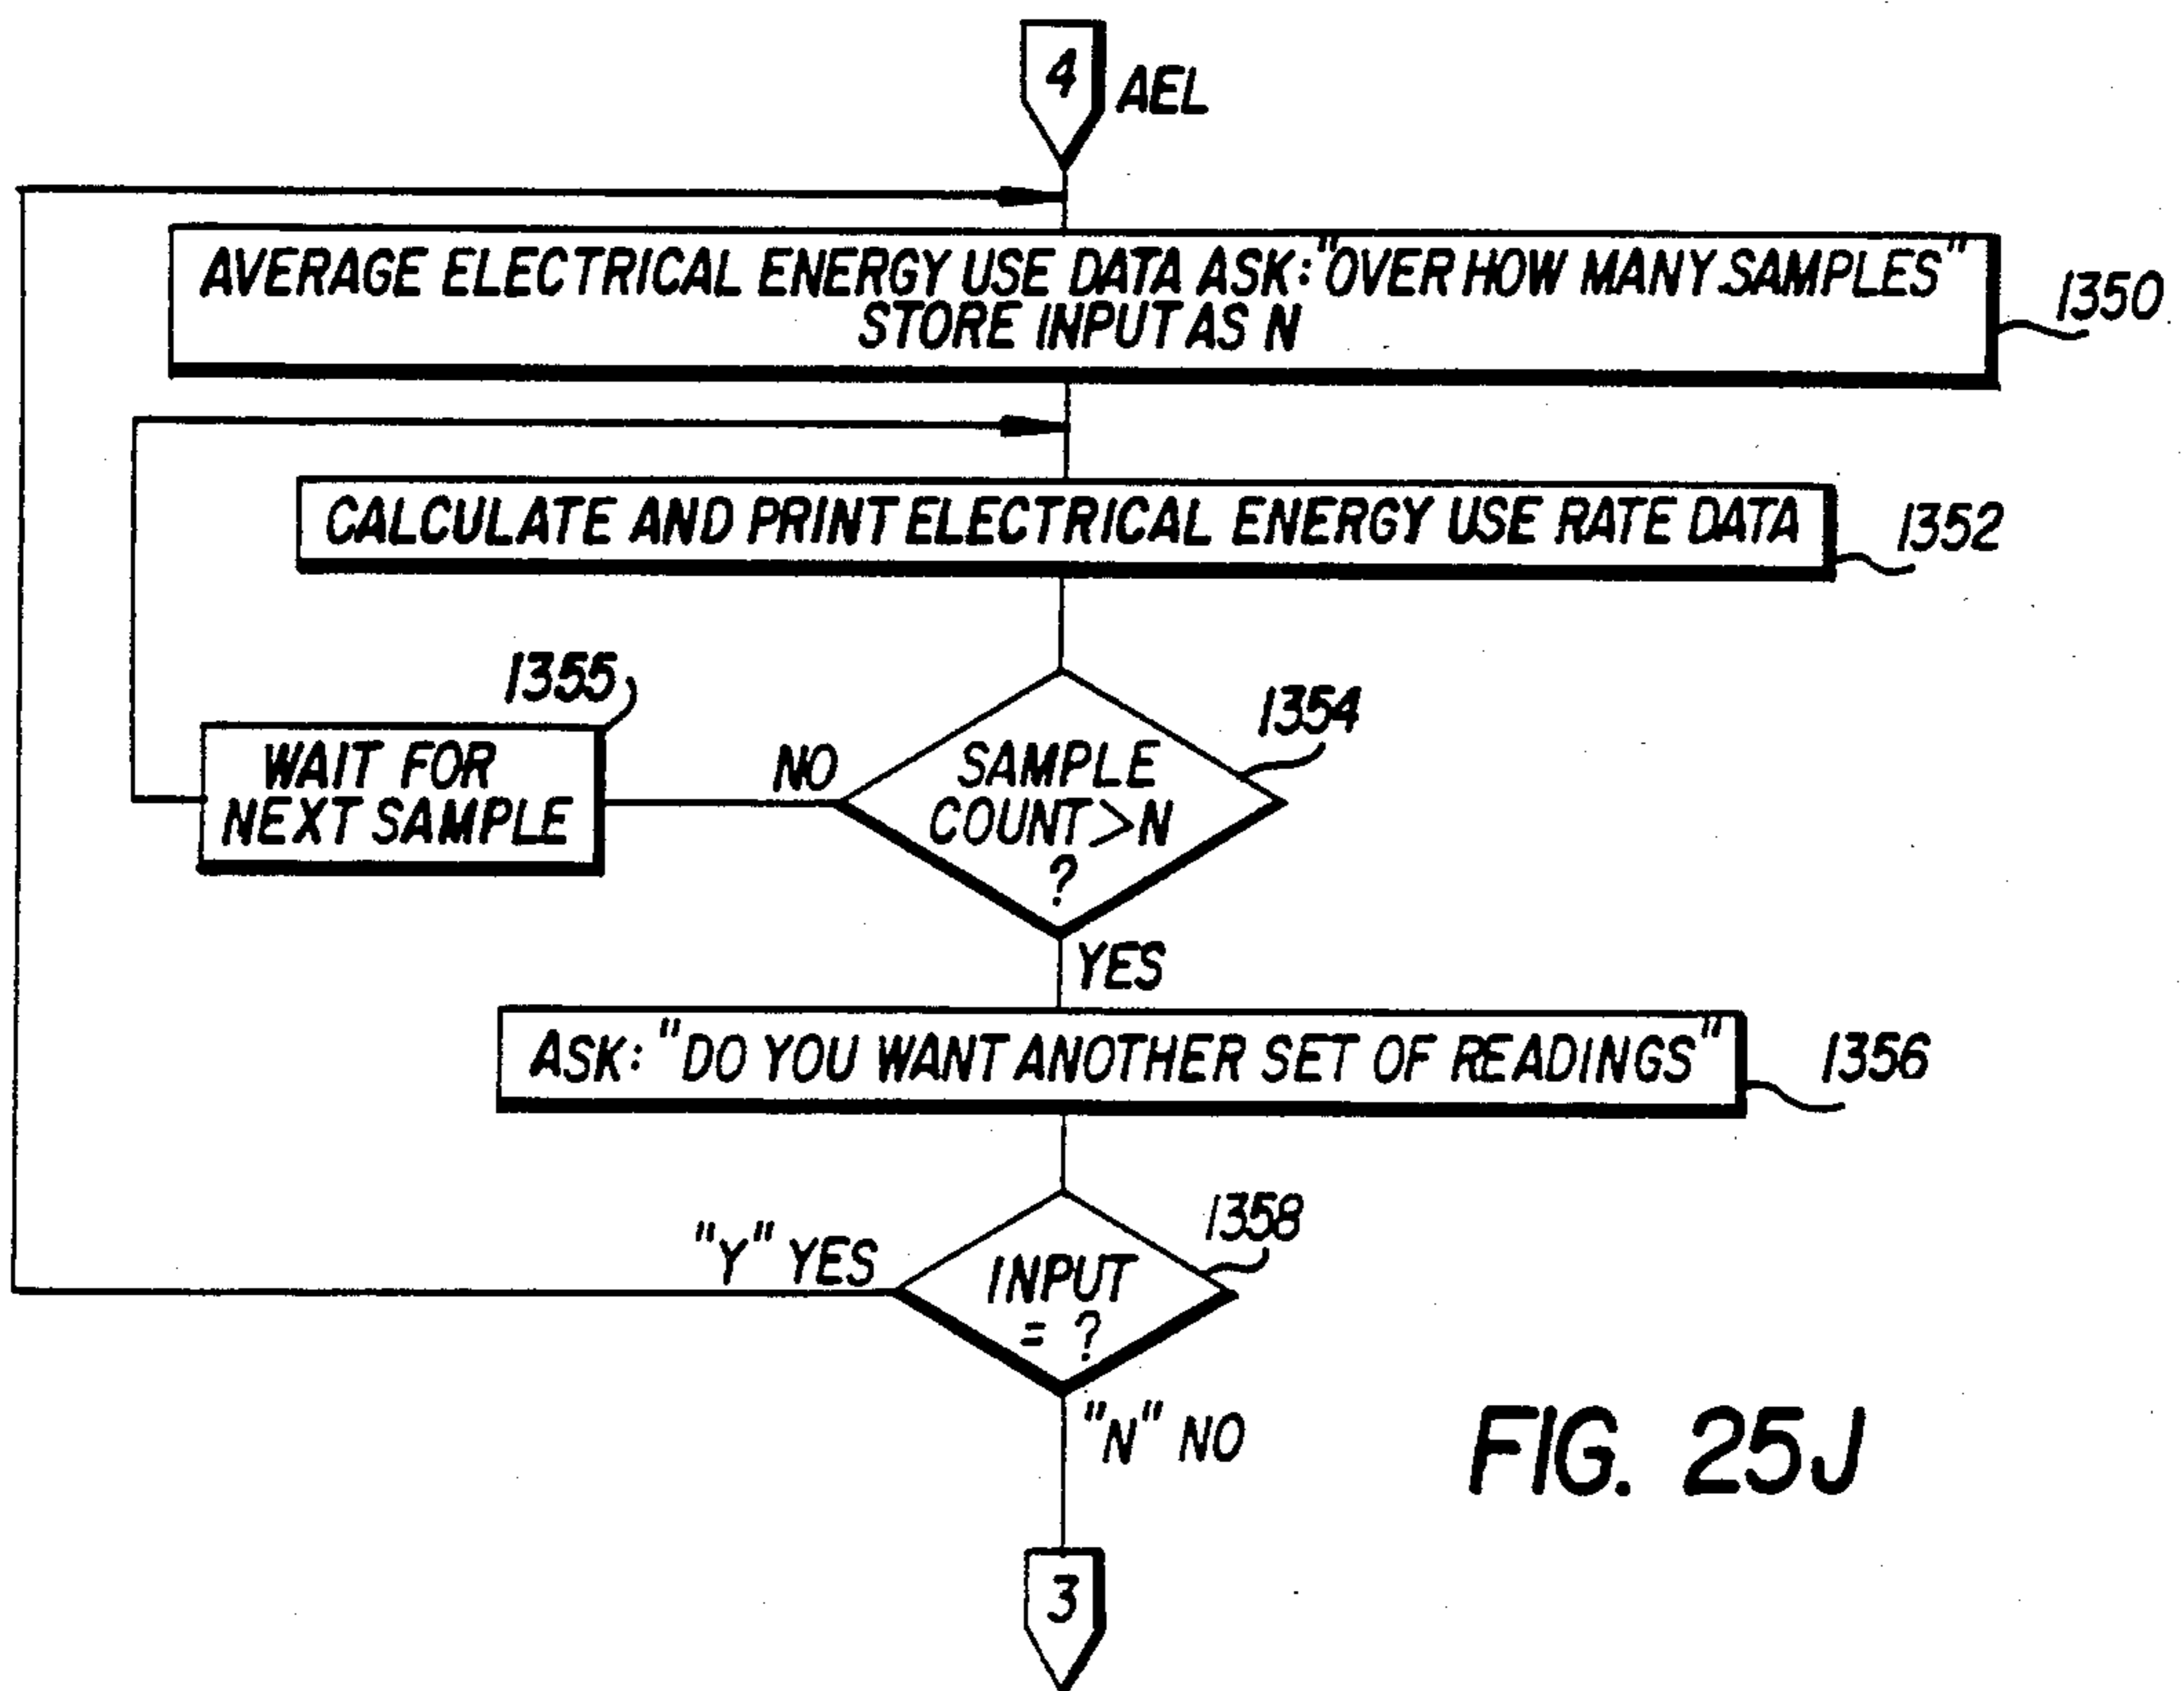 4 AEL
AVERAGE ELECTRICAL ENERGY USE DATA ASK: "OVER HOW MANY SAMPLES"
STORE INPUT AS N
1350
CALCULATE AND PRINT ELECTRICAL ENERGY USE RATE DATA
1352
1355
WAIT FOR
NEXT SAMPLE
NO
SAMPLE
COUNT>N
?
1354
YES
ASK: "DO YOU WANT ANOTHER SET OF READINGS"
1356
"Y" YES
INPUT
= ?
1358
"N" NO
3
FIG. 25J